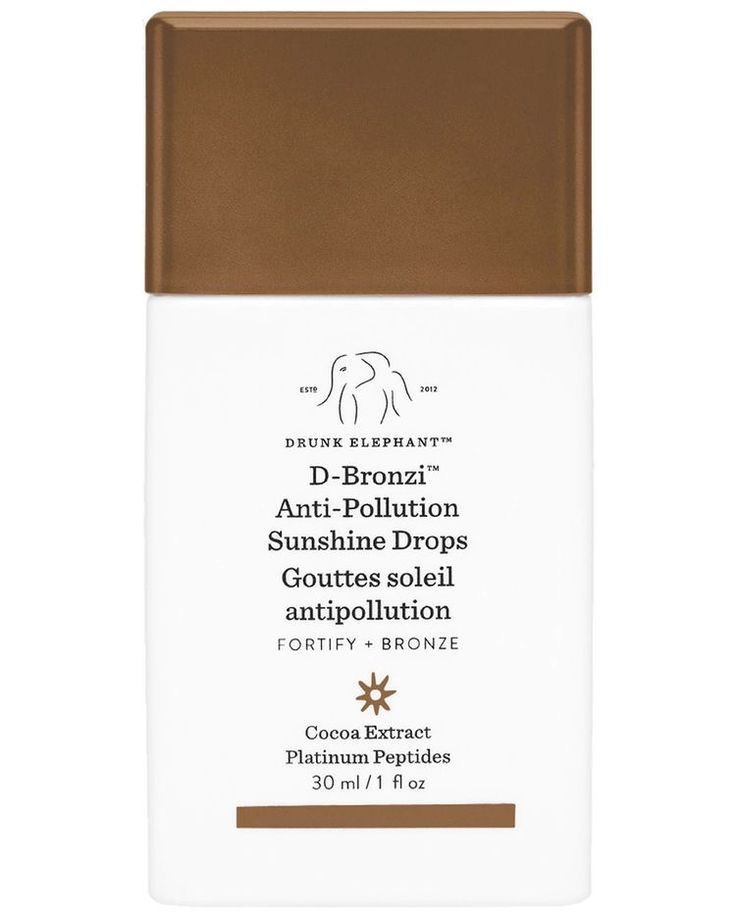 ESTD 2012
DRUNK ELEPHANT™
D-Bronzi™
Anti-Pollution
Sunshine Drops
Gouttes soleil
antipollution
FORTIFY + BRONZE
Cocoa Extract
Platinum Peptides
30 ml / 1 fl oz